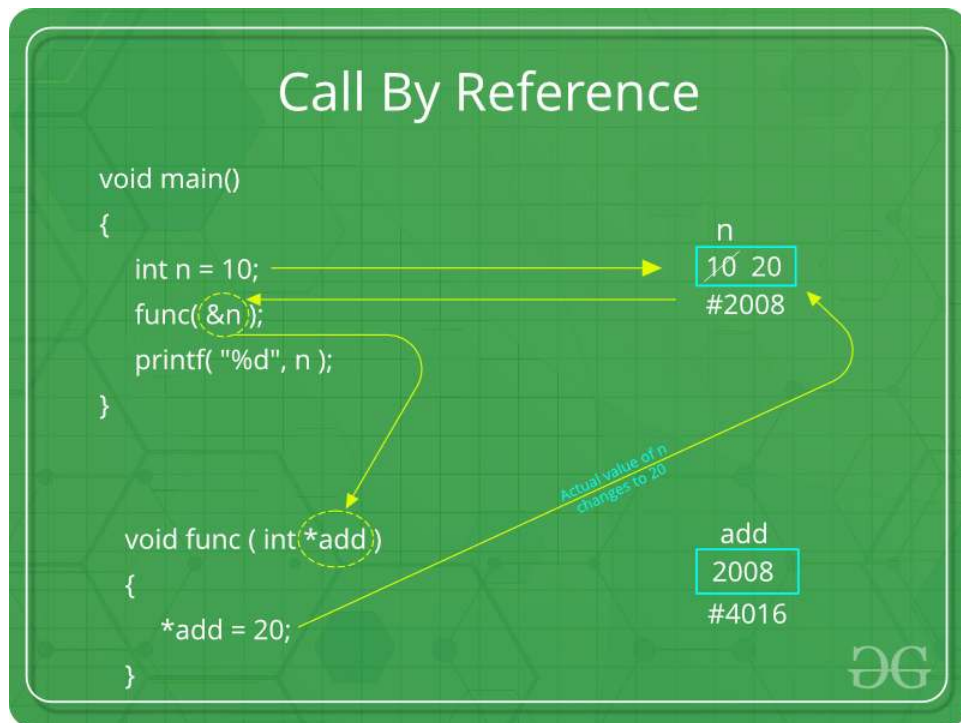 Call By Reference
void main()
{
int n = 10;
func( &n );
printf( "%d", n );
}
n
10 20
#2008
Actual value of n
changes to 20
void func ( int *add )
{
*add = 20;
}
add
2008
#4016